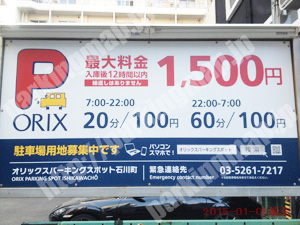 P
ORIX
最大料金
入庫後12時間以内
繰返しはありません
1,500円
7:00-22:00
20分/100円
22:00-7:00
60分/100円
駐車場用地募集中です
パソコン
スマホで
オリックスパーキングスポット
検索
オリックスパーキングスポット石川町
ORIX PARKING SPOT ISHIKAWACHO
緊急連絡先
Emergency contact number
03-5261-7217